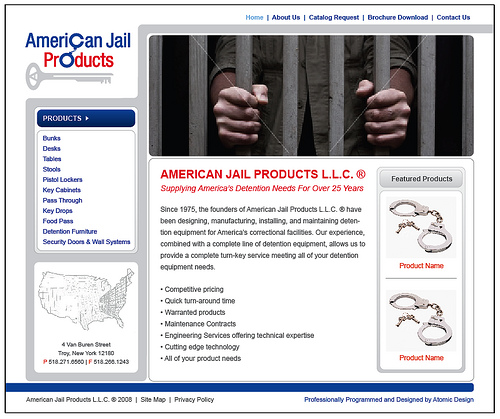 Home | About Us | Catalog Request | Brochure Download | Contact Us
American Jail
Products
PRODUCTS
Bunks
Desks
Tables
Stools
Pistol Lockers
Key Cabinets
Pass Through
Key Drops
Food Pass
Detention Furniture
Security Doors & Wall Systems
4 Van Buren Street
Troy, New York 12180
P 518.271.6560 | F 518.266.1243
AMERICAN JAIL PRODUCTS L.L.C. ®
Supplying America's Detention Needs For Over 25 Years
Since 1975, the founders of American Jail Products L.L.C. ® have
been designing, manufacturing, installing, and maintaining deten-
tion equipment for America's correctional facilities. Our experience,
combined with a complete line of detention equipment, allows us to
provide a complete turn-key service meeting all of your detention
equipment needs.
• Competitive pricing
• Quick turn-around time
• Warranted products
• Maintenance Contracts
• Engineering Services offering technical expertise
• Cutting edge technology
• All of your product needs
Featured Products
Product Name
Product Name
American Jail Products L.L.C. ® 2008 | Site Map | Privacy Policy
Professionally Programmed and Designed by Atomic Design